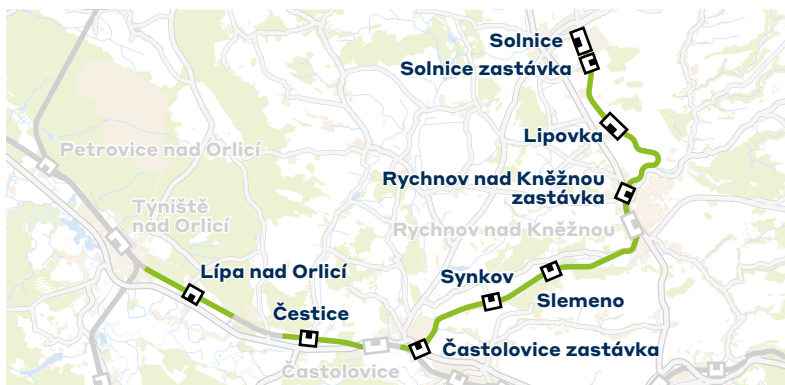 Solnice
Solnice zastávka
Lipovka
Petrovice nad Orlicí
Rychnov nad Kněžnou
zastávka
Týniště
nad Orlicí
Rychnov nad Kněžnou
Lípa nad Orlicí
Synkov
Slemeno
Čestice
Častolovice zastávka
Častolovice